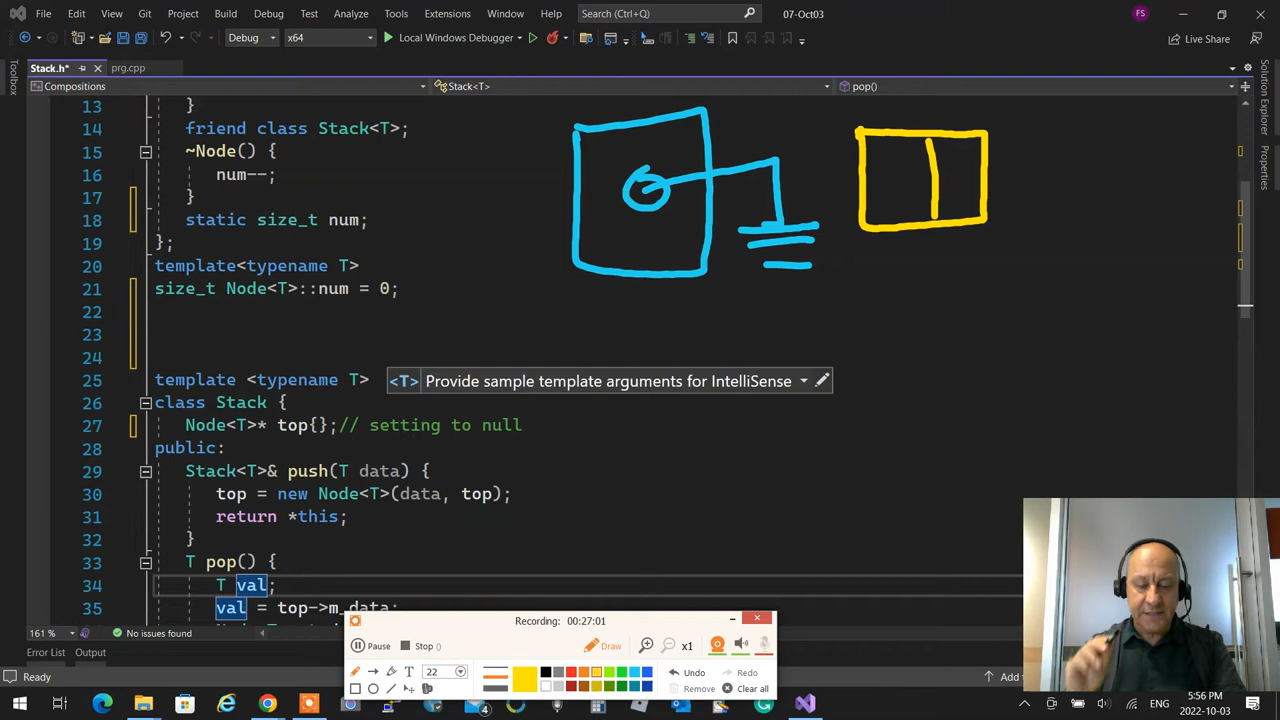 File Edit View Git Project Build Debug Test Analyze Tools Extensions Window Help Search (Ctrl+Q) 07-Oct03 FS
Debug x64 Local Windows Debugger Live Share
Stack.h* prg.cpp
Compositions Stack<T> pop()
Toolbox
Solution Explorer
Properties
13 }
14 friend class Stack<T>;
15 ~Node() {
16 num--;
17 }
18 static size_t num;
19 };
20 template<typename T>
21 size_t Node<T>::num = 0;
22
23
24
<T> Provide sample template arguments for IntelliSense
25 template <typename T>
26 class Stack {
27 Node<T>* top{};// setting to null
28 public:
29 Stack<T>& push(T data) {
30 top = new Node<T>(data, top);
31 return *this;
32 }
33 T pop() {
34 T val;
35 val = top->m_data;
161 % No issues found
Error List Output
Ready Add
Recording: 00:27:01
Pause Stop () Draw x1
T 22 Undo Redo
Remove Clear all
4
ENG 5:56 PM
2022-10-03